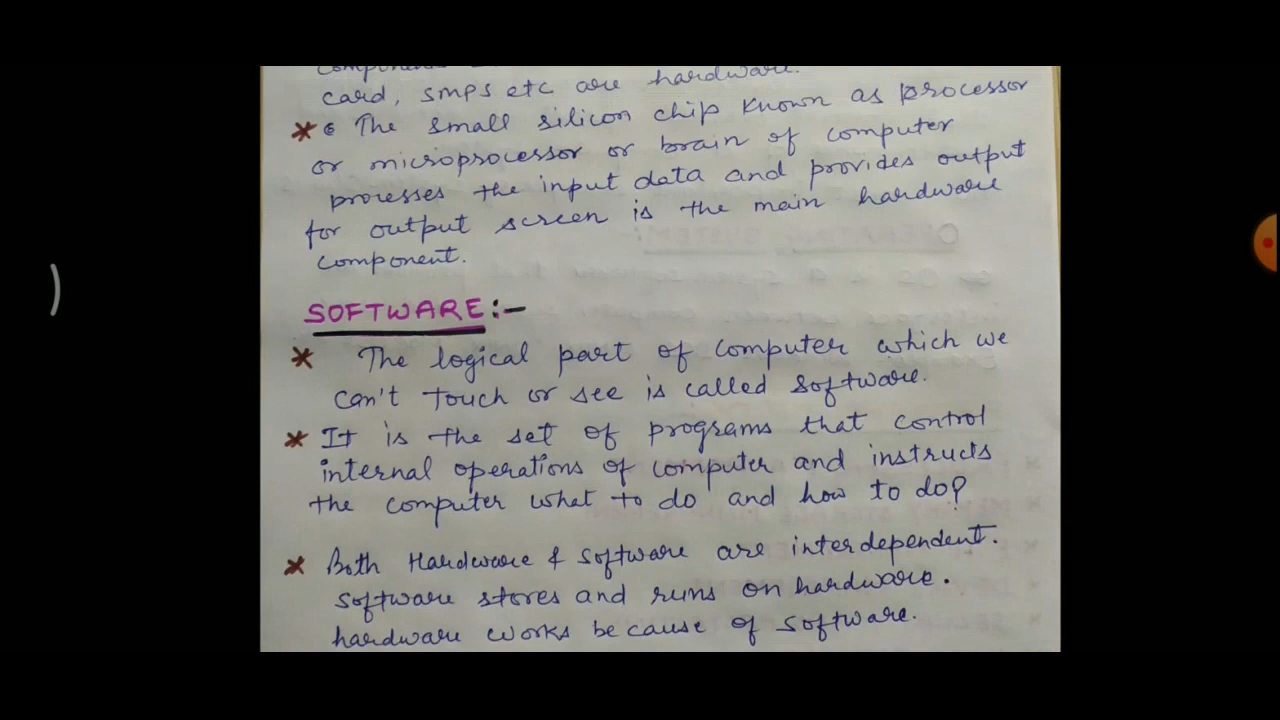 card, SMPS etc are hardware.
* The small silicon chip known as processor
or microprocessor or brain of computer
processes the input data and provides output
for output screen is the main hardware
component.
SOFTWARE:-
* The logical part of computer which we
can't touch or see is called software.
* It is the set of programs that control
internal operations of computer and instructs
the computer what to do and how to do?
* Both Hardware & software are interdependent.
software stores and runs on hardware.
hardware works because of software.